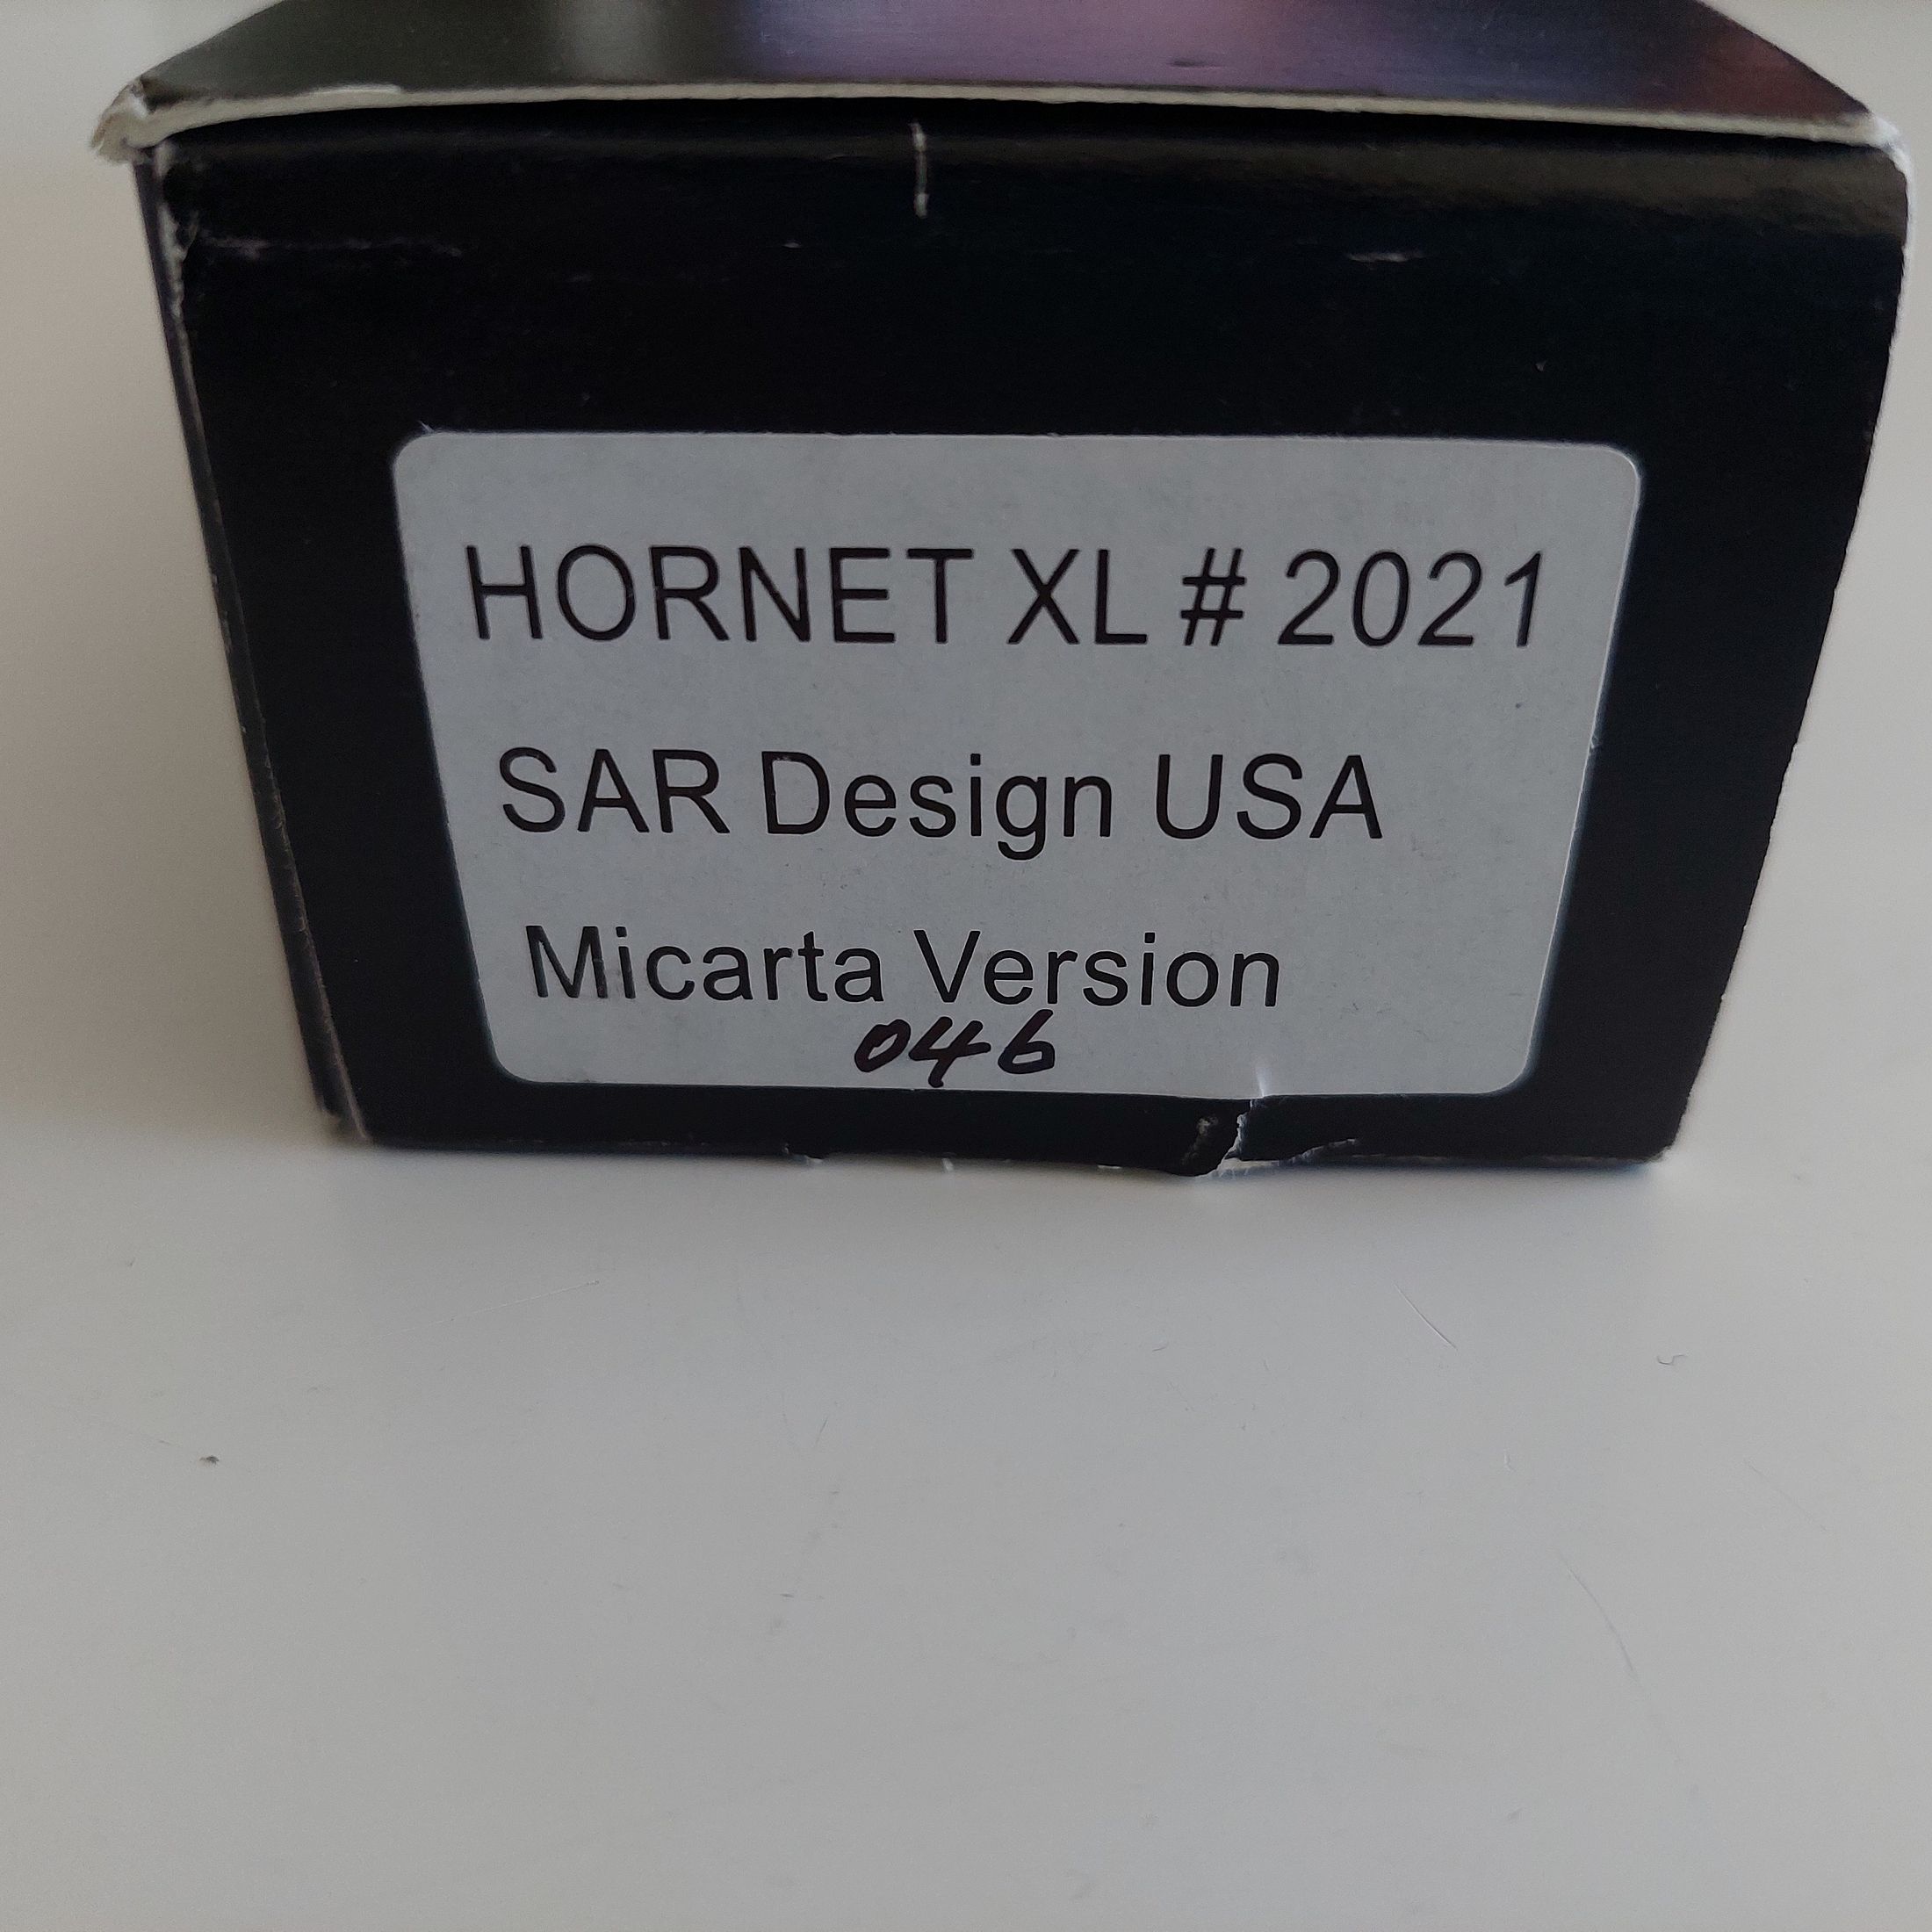 HORNET XL # 2021
SAR Design USA
Micarta Version
046